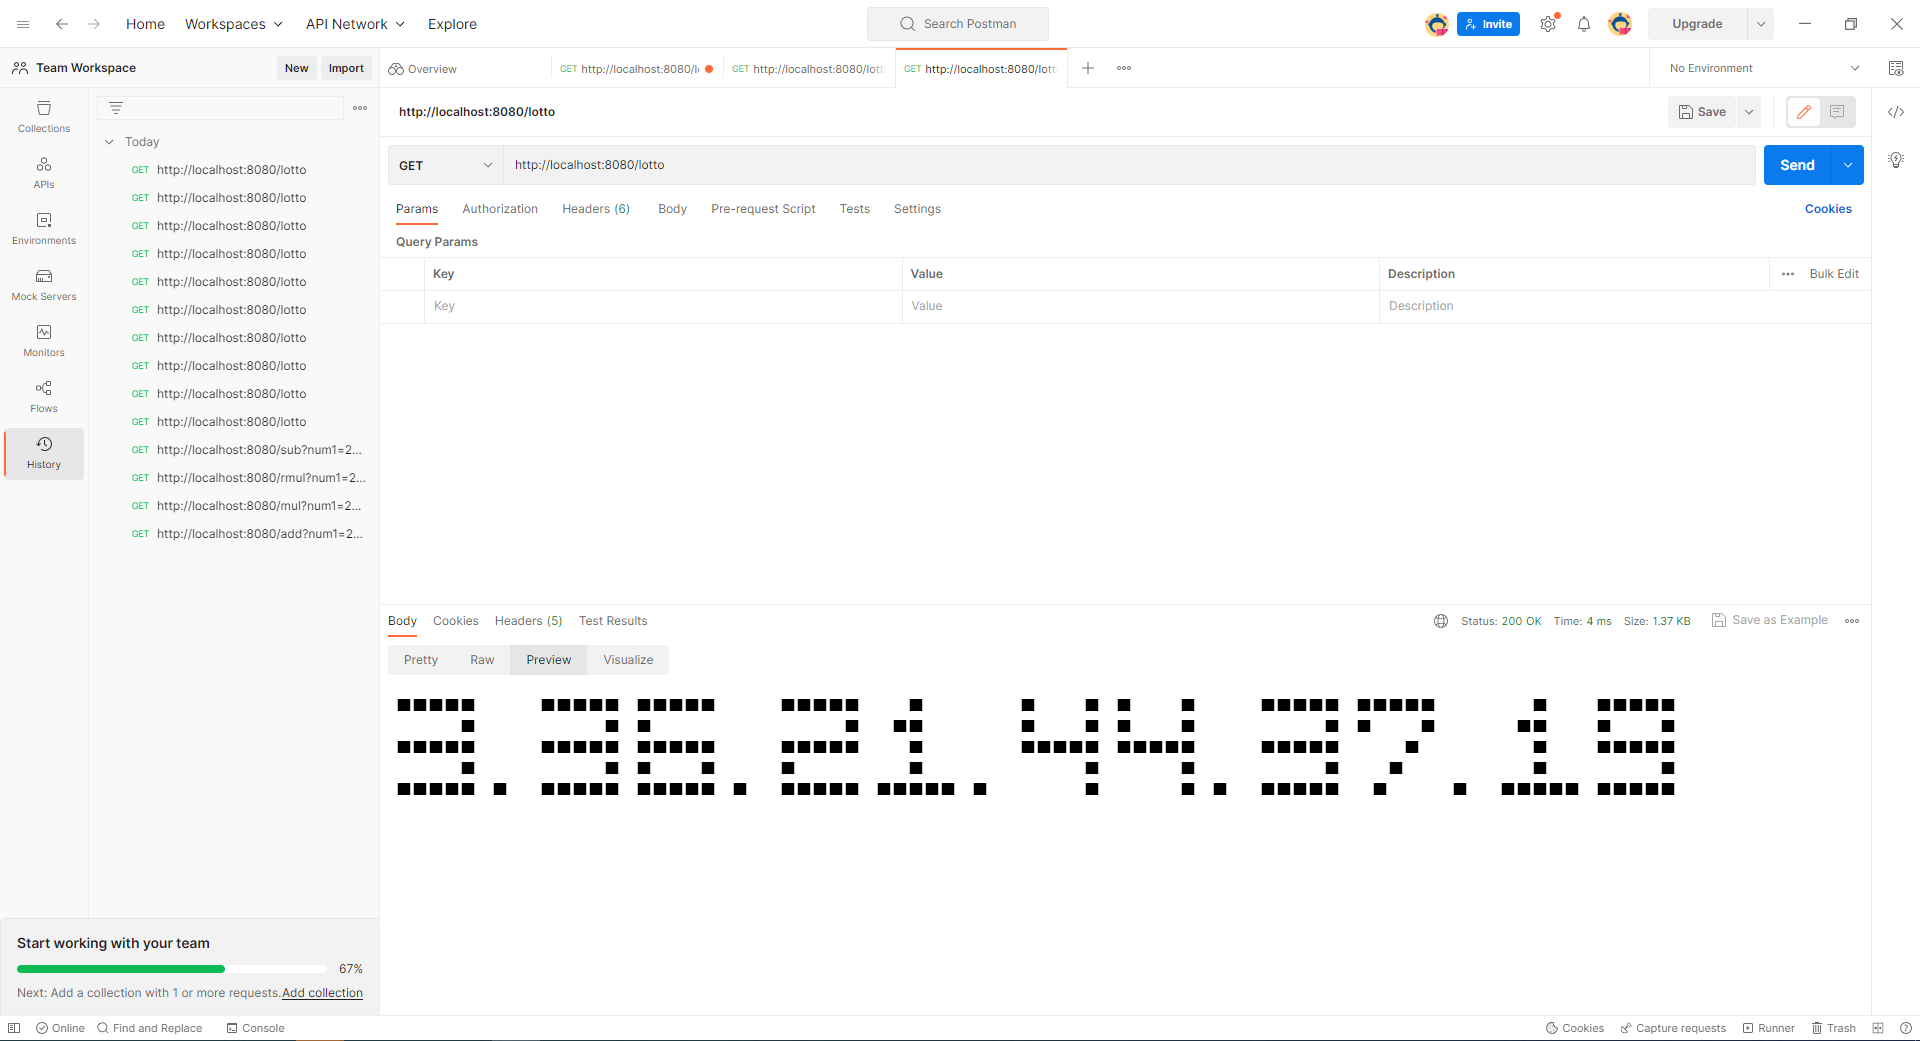 Home Workspaces API Network Explore Search Postman Invite Upgrade
Team Workspace New Import Overview GET http://localhost:8080/l GET http://localhost:8080/lott GET http://localhost:8080/lott No Environment
http://localhost:8080/lotto Save
Collections
APIs
Environments
Mock Servers
Monitors
Flows
History
Today
GET http://localhost:8080/lotto
GET http://localhost:8080/lotto
GET http://localhost:8080/lotto
GET http://localhost:8080/lotto
GET http://localhost:8080/lotto
GET http://localhost:8080/lotto
GET http://localhost:8080/lotto
GET http://localhost:8080/lotto
GET http://localhost:8080/lotto
GET http://localhost:8080/lotto
GET http://localhost:8080/sub?num1=2...
GET http://localhost:8080/rmul?num1=2...
GET http://localhost:8080/mul?num1=2...
GET http://localhost:8080/add?num1=2...
GET http://localhost:8080/lotto Send
Params Authorization Headers (6) Body Pre-request Script Tests Settings Cookies
Query Params
Key Value Description Bulk Edit
Key Value Description
Body Cookies Headers (5) Test Results Status: 200 OK Time: 4 ms Size: 1.37 KB Save as Example
Pretty Raw Preview Visualize
3. 36. 21. 44. 37. 19
Start working with your team
67%
Next: Add a collection with 1 or more requests. Add collection
Online Find and Replace Console Cookies Capture requests Runner Trash